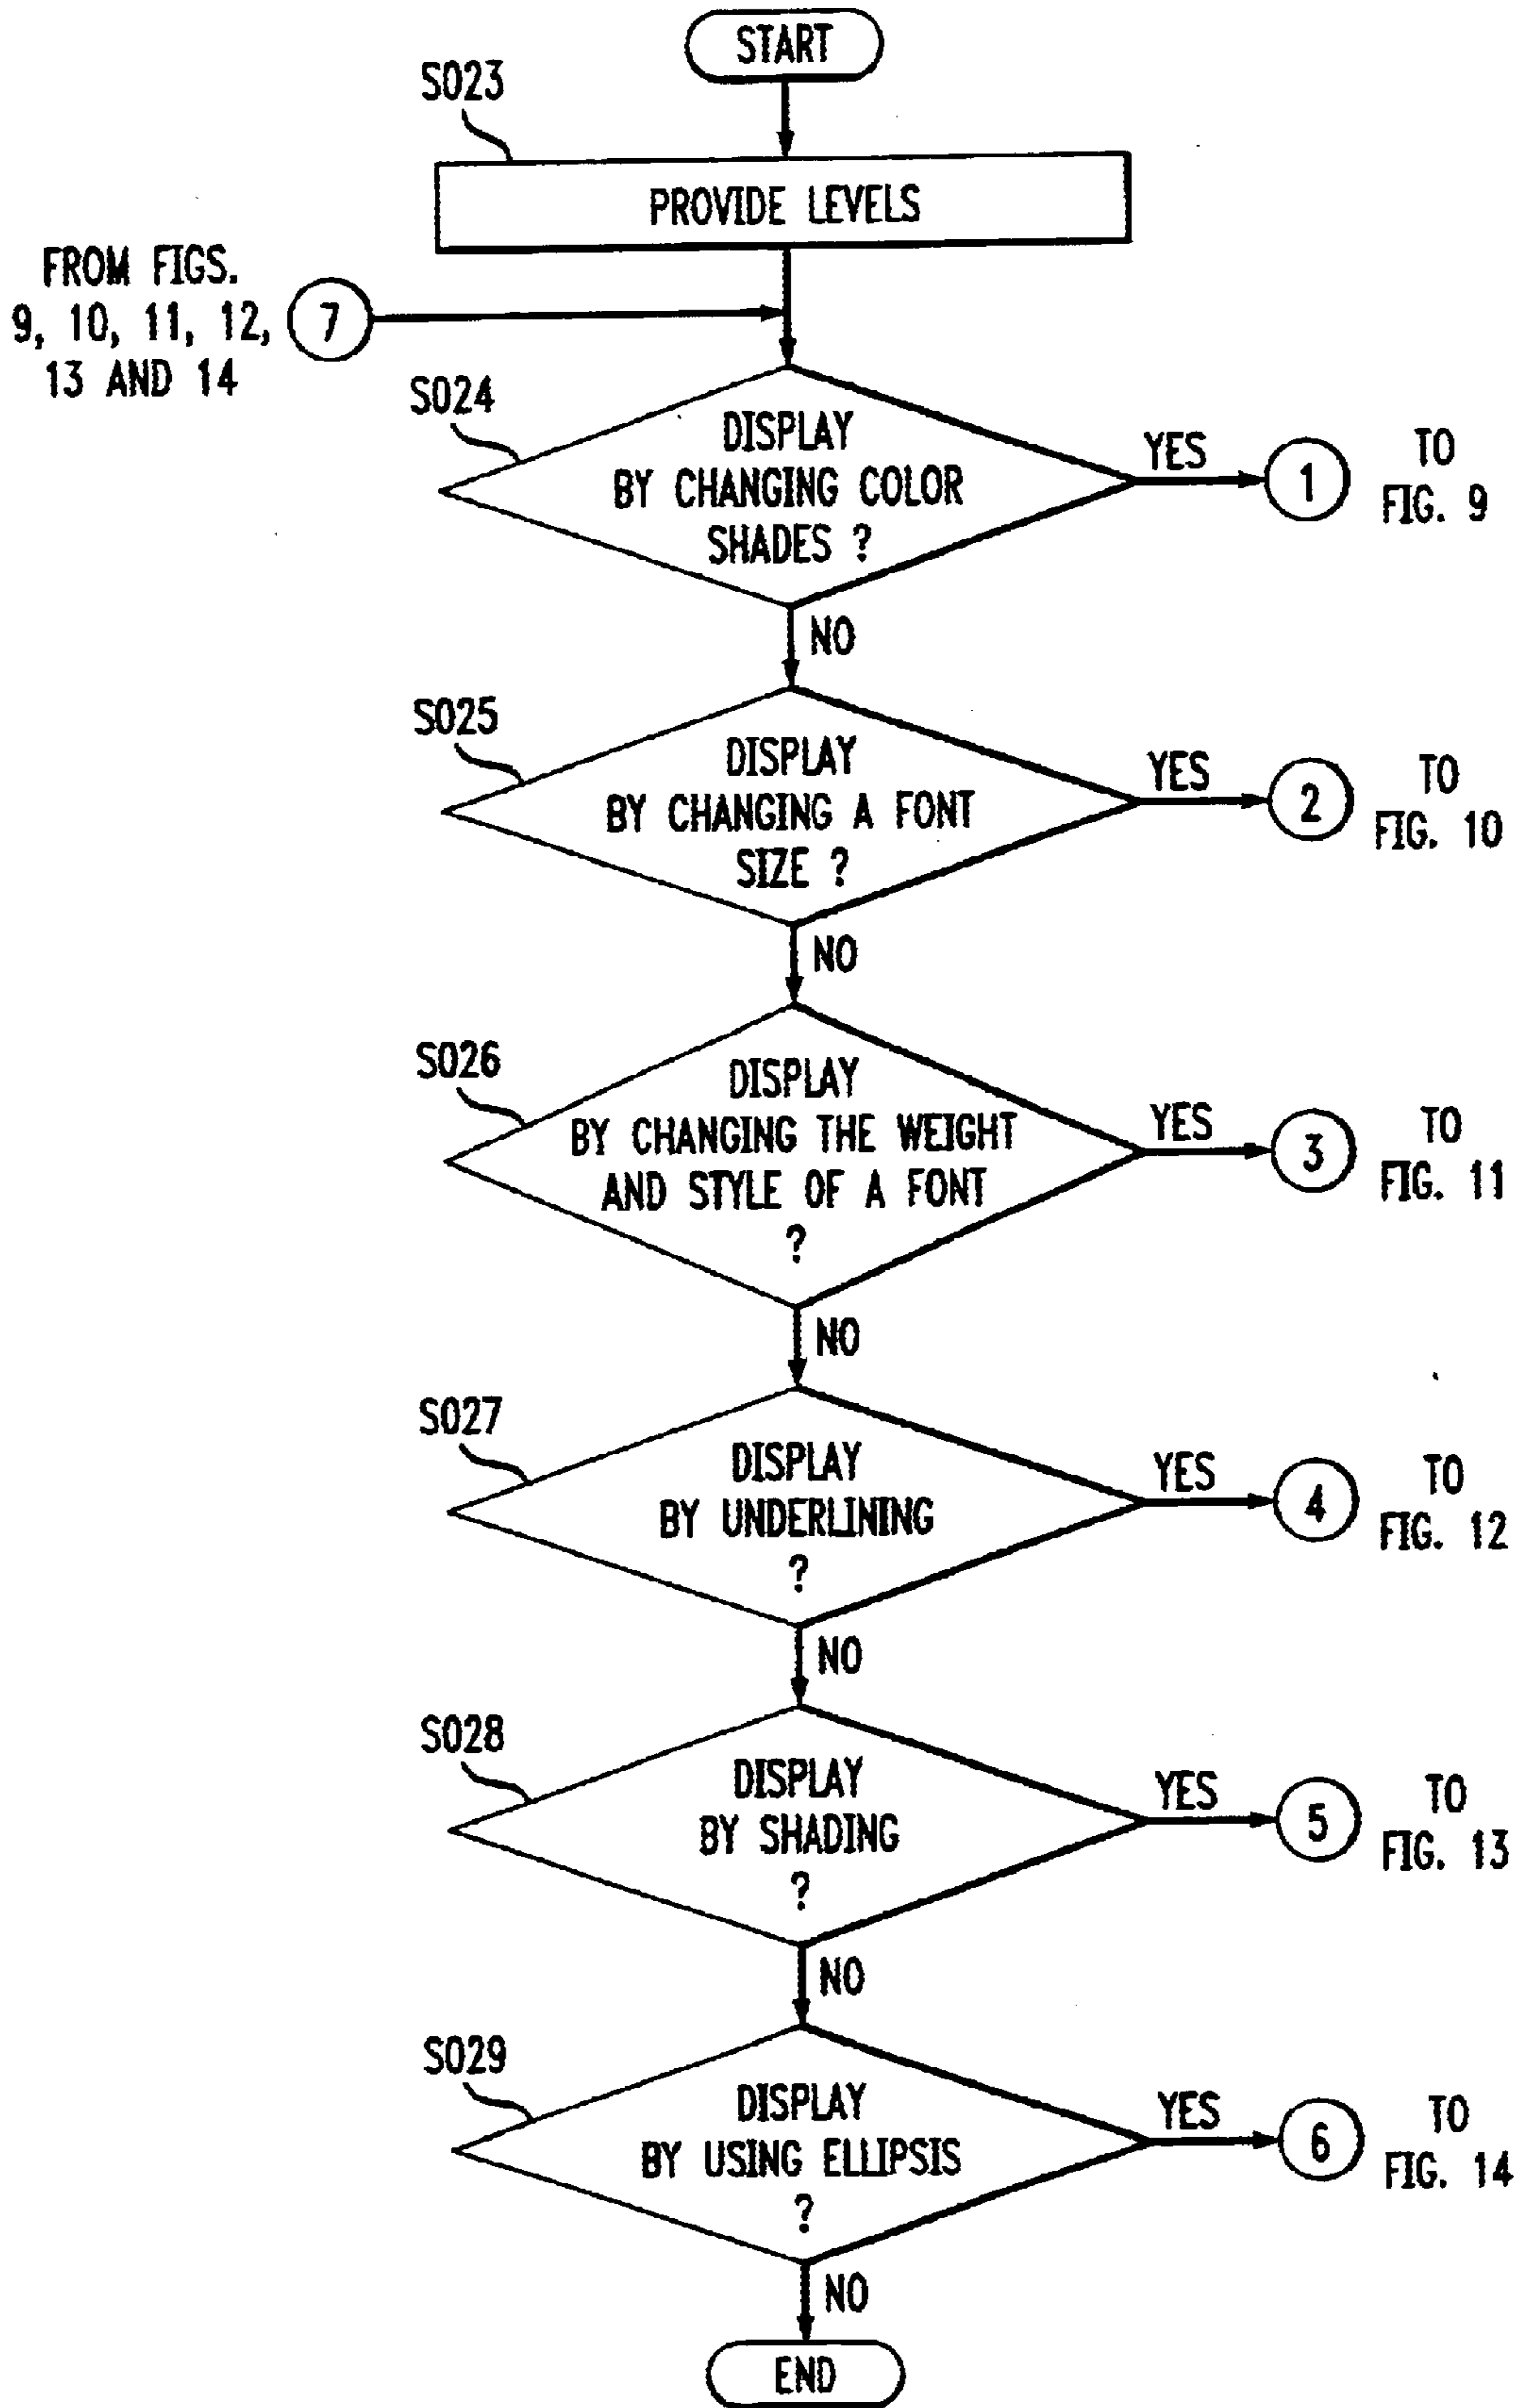 START
S023
PROVIDE LEVELS
FROM FIGS.
9, 10, 11, 12,
13 AND 14
7
S024
DISPLAY
BY CHANGING COLOR
SHADES ?
YES
1
TO
FIG. 9
NO
S025
DISPLAY
BY CHANGING A FONT
SIZE ?
YES
2
TO
FIG. 10
NO
S026
DISPLAY
BY CHANGING THE WEIGHT
AND STYLE OF A FONT
?
YES
3
TO
FIG. 11
NO
S027
DISPLAY
BY UNDERLINING
?
YES
4
TO
FIG. 12
NO
S028
DISPLAY
BY SHADING
?
YES
5
TO
FIG. 13
NO
S029
DISPLAY
BY USING ELLIPSIS
?
YES
6
TO
FIG. 14
NO
END